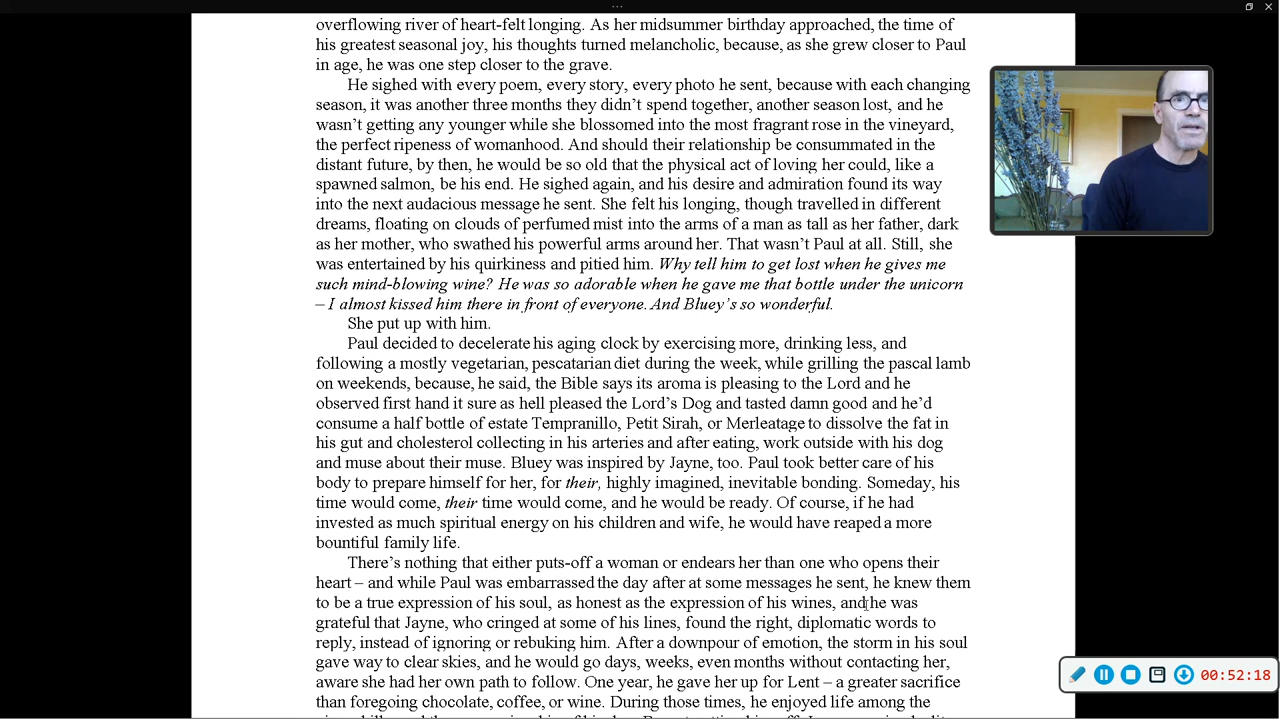 overflowing river of heart-felt longing. As her midsummer birthday approached, the time of
his greatest seasonal joy, his thoughts turned melancholic, because, as she grew closer to Paul
in age, he was one step closer to the grave.
He sighed with every poem, every story, every photo he sent, because with each changing
season, it was another three months they didn’t spend together, another season lost, and he
wasn’t getting any younger while she blossomed into the most fragrant rose in the vineyard,
the perfect ripeness of womanhood. And should their relationship be consummated in the
distant future, by then, he would be so old that the physical act of loving her could, like a
spawned salmon, be his end. He sighed again, and his desire and admiration found its way
into the next audacious message he sent. She felt his longing, though travelled in different
dreams, floating on clouds of perfumed mist into the arms of a man as tall as her father, dark
as her mother, who swathed his powerful arms around her. That wasn’t Paul at all. Still, she
was entertained by his quirkiness and pitied him. Why tell him to get lost when he gives me
such mind-blowing wine? He was so adorable when he gave me that bottle under the unicorn
– I almost kissed him there in front of everyone. And Bluey’s so wonderful.
She put up with him.
Paul decided to decelerate his aging clock by exercising more, drinking less, and
following a mostly vegetarian, pescatarian diet during the week, while grilling the pascal lamb
on weekends, because, he said, the Bible says its aroma is pleasing to the Lord and he
observed first hand it sure as hell pleased the Lord’s Dog and tasted damn good and he’d
consume a half bottle of estate Tempranillo, Petit Sirah, or Merleatage to dissolve the fat in
his gut and cholesterol collecting in his arteries and after eating, work outside with his dog
and muse about their muse. Bluey was inspired by Jayne, too. Paul took better care of his
body to prepare himself for her, for their, highly imagined, inevitable bonding. Someday, his
time would come, their time would come, and he would be ready. Of course, if he had
invested as much spiritual energy on his children and wife, he would have reaped a more
bountiful family life.
There’s nothing that either puts-off a woman or endears her than one who opens their
heart – and while Paul was embarrassed the day after at some messages he sent, he knew them
to be a true expression of his soul, as honest as the expression of his wines, and he was
grateful that Jayne, who cringed at some of his lines, found the right, diplomatic words to
reply, instead of ignoring or rebuking him. After a downpour of emotion, the storm in his soul
gave way to clear skies, and he would go days, weeks, even months without contacting her,
aware she had her own path to follow. One year, he gave her up for Lent – a greater sacrifice
than foregoing chocolate, coffee, or wine. During those times, he enjoyed life among the
00:52:18